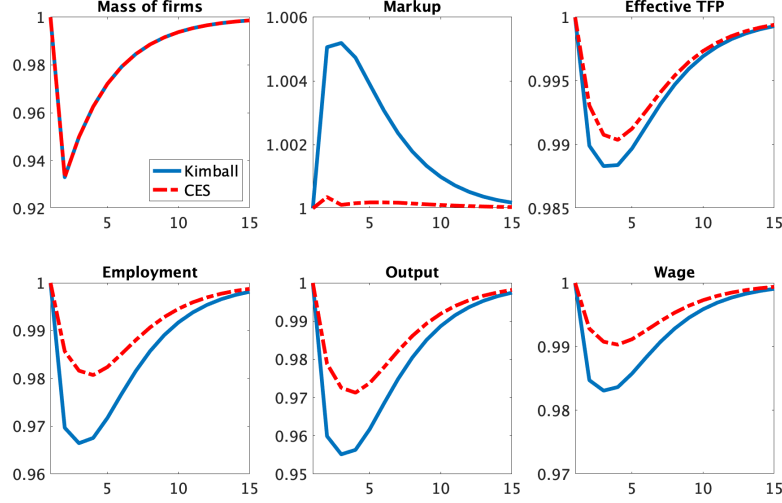 Mass of firms
1
0.98
0.96
0.94
0.92
5 10 15
Kimball
CES
Markup
1.006
1.004
1.002
1
5 10 15
Effective TFP
1
0.995
0.99
0.985
5 10 15
Employment
1
0.99
0.98
0.97
0.96
5 10 15
Output
1
0.99
0.98
0.97
0.96
0.95
5 10 15
Wage
1
0.99
0.98
0.97
5 10 15